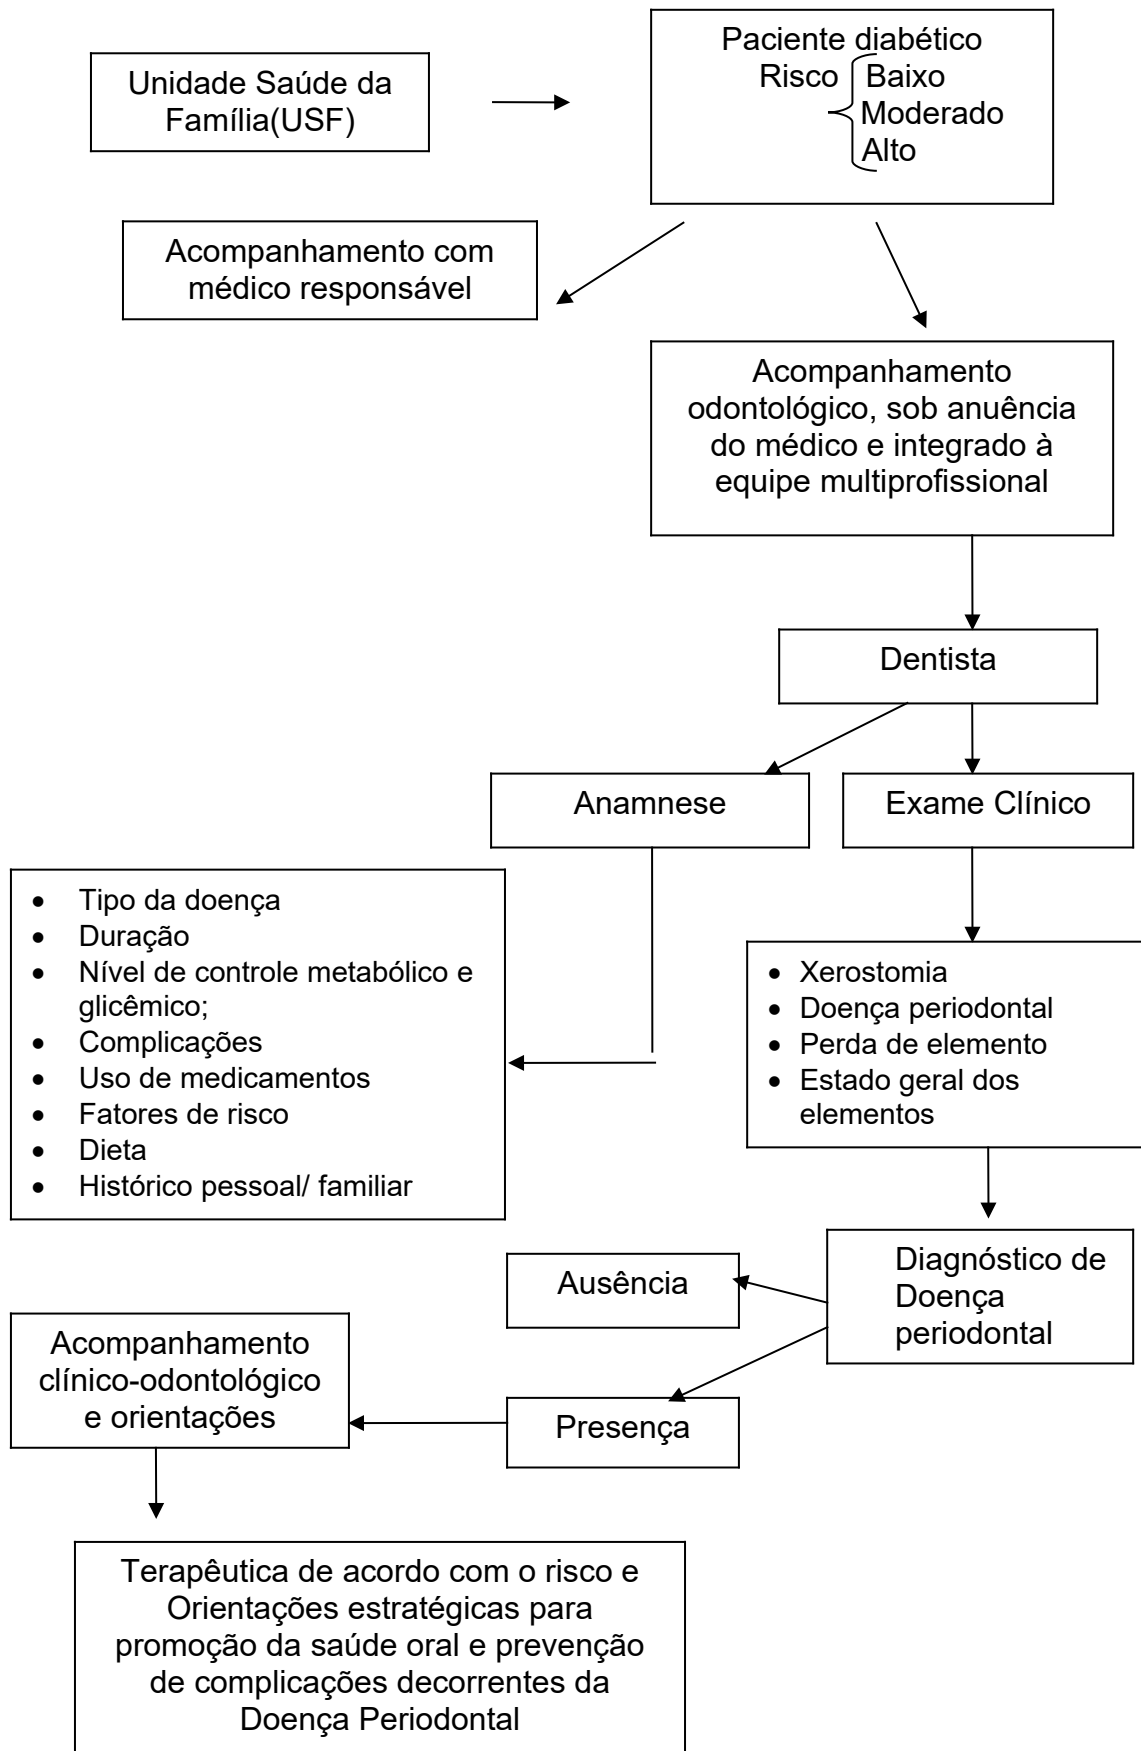 Unidade Saúde da
Família(USF)
Paciente diabético
Risco Baixo
Moderado
Alto
Acompanhamento com
médico responsável
Acompanhamento
odontológico, sob anuência
do médico e integrado à
equipe multiprofissional
Dentista
Anamnese
Exame Clínico
• Tipo da doença
• Duração
• Nível de controle metabólico e
glicêmico;
• Complicações
• Uso de medicamentos
• Fatores de risco
• Dieta
• Histórico pessoal/ familiar
• Xerostomia
• Doença periodontal
• Perda de elemento
• Estado geral dos
elementos
Diagnóstico de
Doença
periodontal
Ausência
Presença
Acompanhamento
clínico-odontológico
e orientações
Terapêutica de acordo com o risco e
Orientações estratégicas para
promoção da saúde oral e prevenção
de complicações decorrentes da
Doença Periodontal